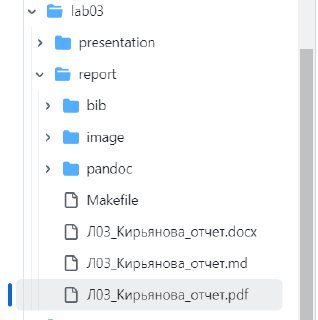 lab03
presentation
report
bib
image
pandoc
Makefile
Л03_Кирьянова_отчет.docx
Л03_Кирьянова_отчет.md
Л03_Кирьянова_отчет.pdf